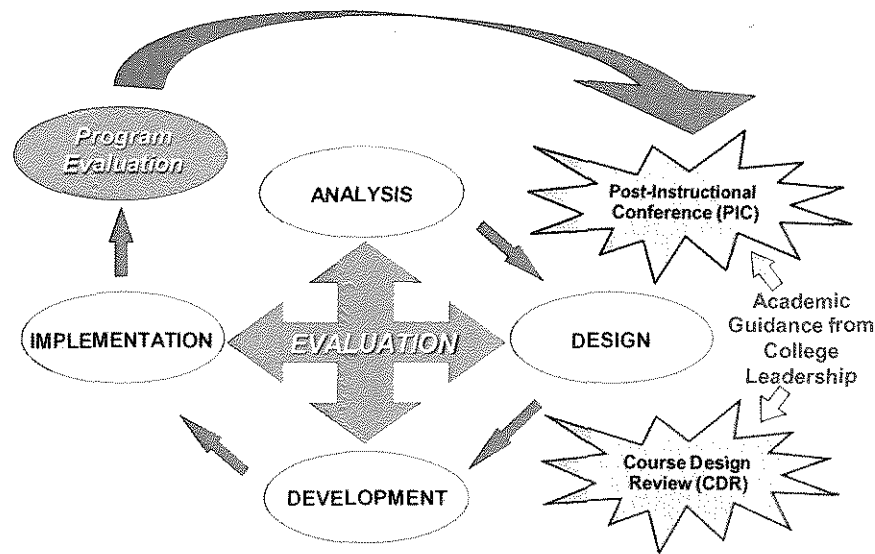 Program
Evaluation
ANALYSIS
Post-Instructional
Conference (PIC)
IMPLEMENTATION
EVALUATION
DESIGN
Academic
Guidance from
College
Leadership
DEVELOPMENT
Course Design
Review (CDR)